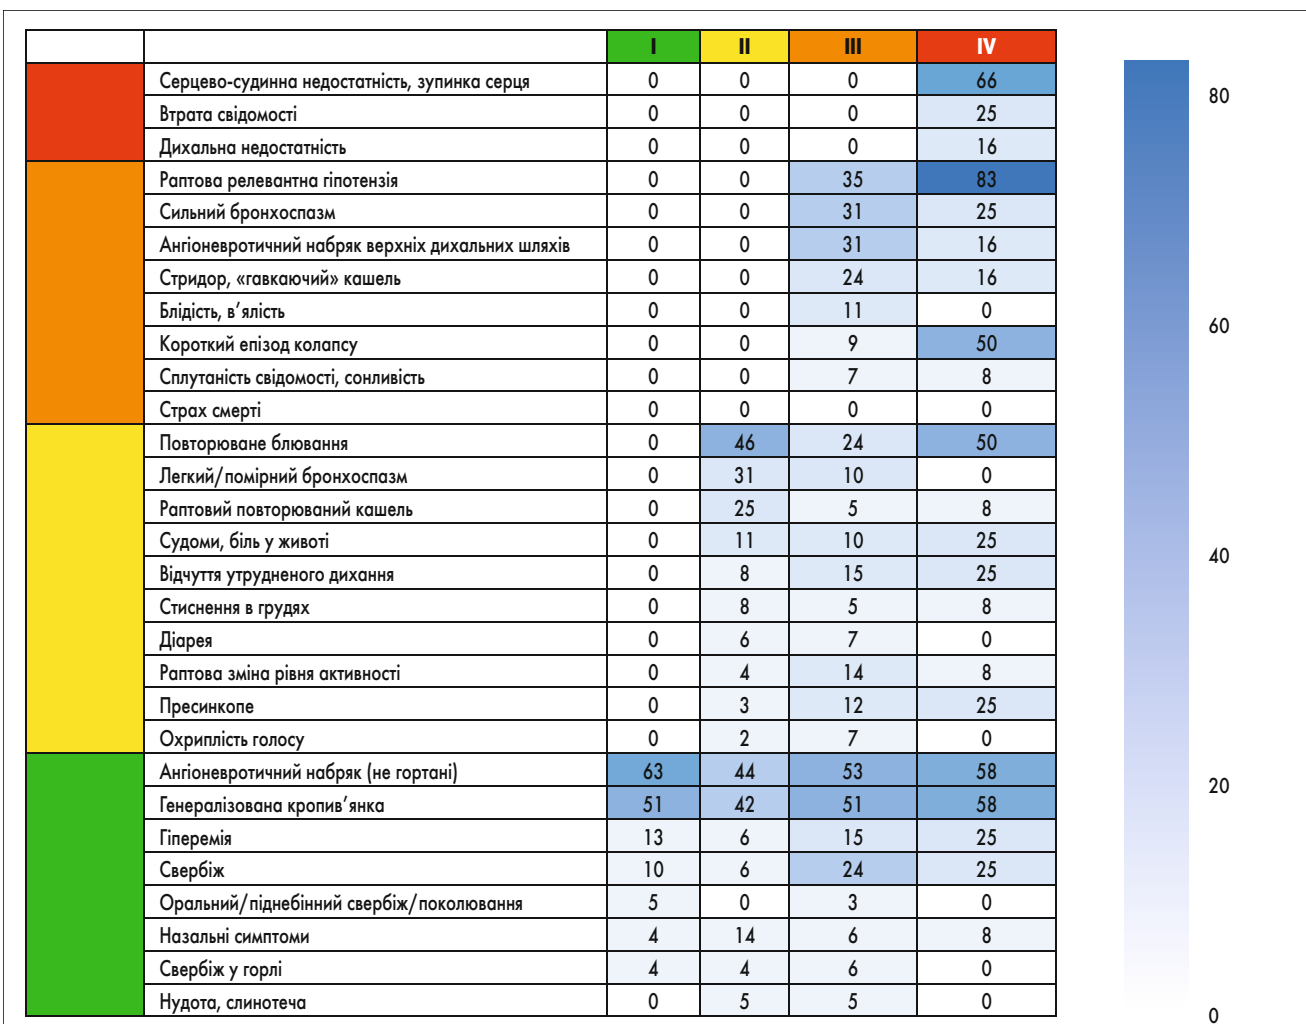 I II III IV
Серцево-судинна недостатність, зупинка серця 0 0 0 66
Втрата свідомості 0 0 0 25
Дихальна недостатність 0 0 0 16
Раптова релевантна гіпотензія 0 0 35 83
Сильний бронхоспазм 0 0 31 25
Ангіоневротичний набряк верхніх дихальних шляхів 0 0 31 16
Стридор, «гавкаючий» кашель 0 0 24 16
Блідість, в’ялість 0 0 11 0
Короткий епізод колапсу 0 0 9 50
Сплутаність свідомості, сонливість 0 0 7 8
Страх смерті 0 0 0 0
Повторюване блювання 0 46 24 50
Легкий/помірний бронхоспазм 0 31 10 0
Раптовий повторюваний кашель 0 25 5 8
Судоми, біль у животі 0 11 10 25
Відчуття утрудненого дихання 0 8 15 25
Стиснення в грудях 0 8 5 8
Діарея 0 6 7 0
Раптова зміна рівня активності 0 4 14 8
Пресинкопе 0 3 12 25
Охриплість голосу 0 2 7 0
Ангіоневротичний набряк (не гортані) 63 44 53 58
Генералізована кропив’янка 51 42 51 58
Гіперемія 13 6 15 25
Свербіж 10 6 24 25
Оральний/піднебінний свербіж/поколювання 5 0 3 0
Назальні симптоми 4 14 6 8
Свербіж у горлі 4 4 6 0
Нудота, слинотеча 0 5 5 0
80
60
40
20
0